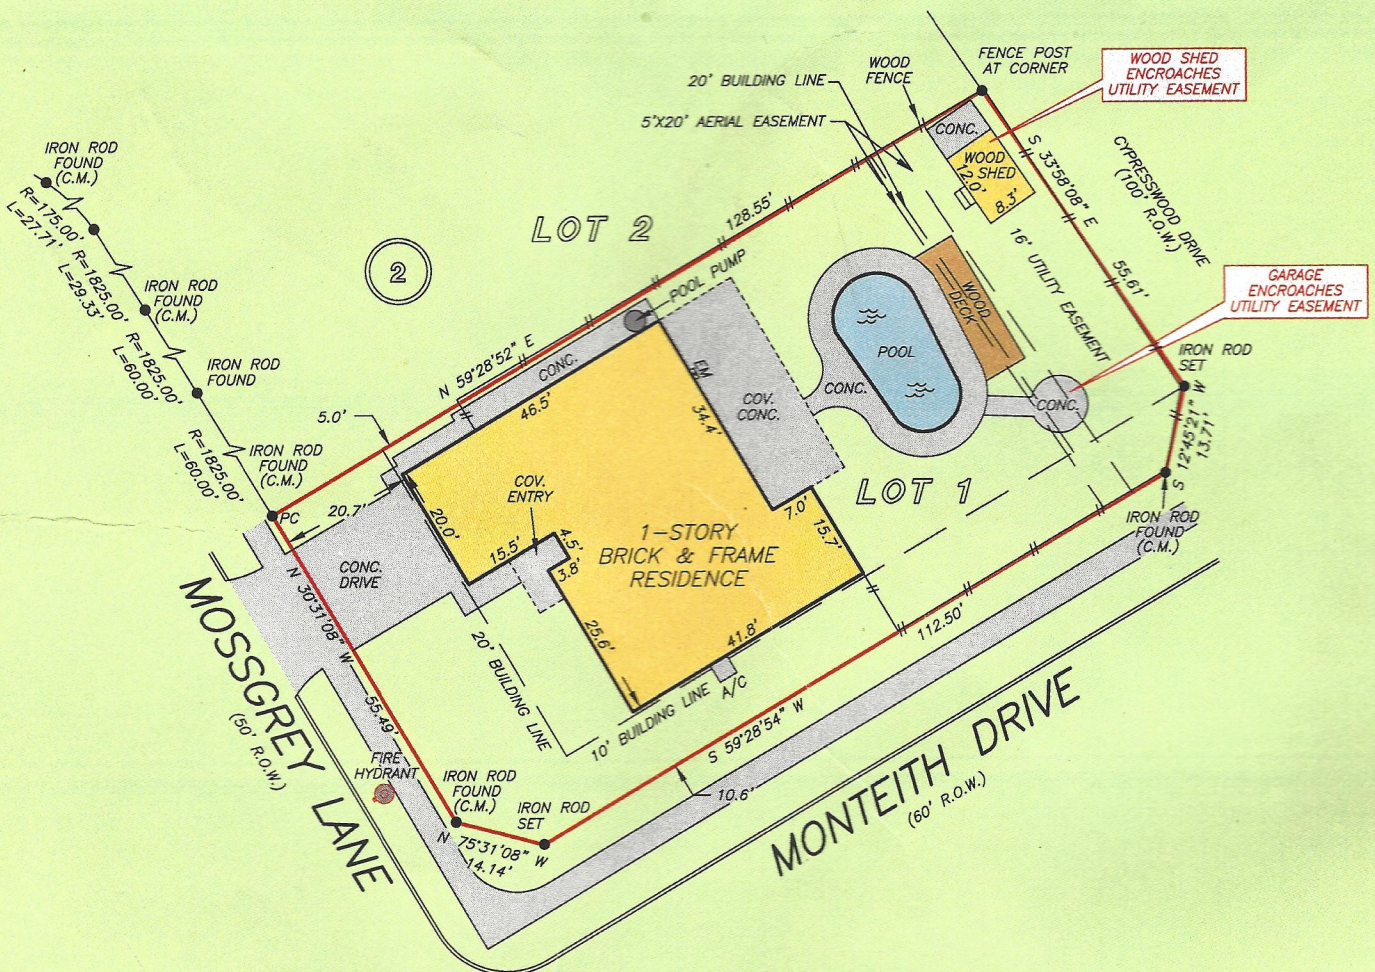 FENCE POST
AT CORNER
WOOD SHED
ENCROACHES
UTILITY EASEMENT
WOOD
FENCE
20' BUILDING LINE
5'X20' AERIAL EASEMENT
CONC.
WOOD
SHED
12.0'
8.3'
S 33°58'08" E
55.61'
CYPRESSWOOD DRIVE
(100' R.O.W.)
IRON ROD
FOUND
(C.M.)
R=175.00'
L=27.71'
R=1825.00'
L=29.33'
IRON ROD
FOUND
(C.M.)
R=1825.00'
L=60.00'
IRON ROD
FOUND
R=1825.00'
L=60.00'
IRON ROD
FOUND
(C.M.)
PC
LOT 2
2
128.55'
N 59°28'52" E
POOL PUMP
16' UTILITY EASEMENT
GARAGE
ENCROACHES
UTILITY EASEMENT
WOOD
DECK
POOL
CONC.
CONC.
IRON ROD
SET
S 12°45'21" W
13.71'
CONC.
46.5'
EM
34.4'
COV.
CONC.
5.0'
20.7'
20.0'
COV.
ENTRY
15.5'
4.5'
3.8'
1-STORY
BRICK & FRAME
RESIDENCE
7.0'
15.7'
LOT 1
IRON ROD
FOUND
(C.M.)
CONC.
DRIVE
N 30°31'08" W
55.49'
25.6'
41.8'
A/C
20' BUILDING LINE
10' BUILDING LINE
112.50'
S 59°28'54" W
10.6'
MOSSGREY LANE
(50' R.O.W.)
FIRE
HYDRANT
IRON ROD
FOUND
(C.M.)
IRON ROD
SET
N 75°31'08" W
14.14'
MONTEITH DRIVE
(60' R.O.W.)